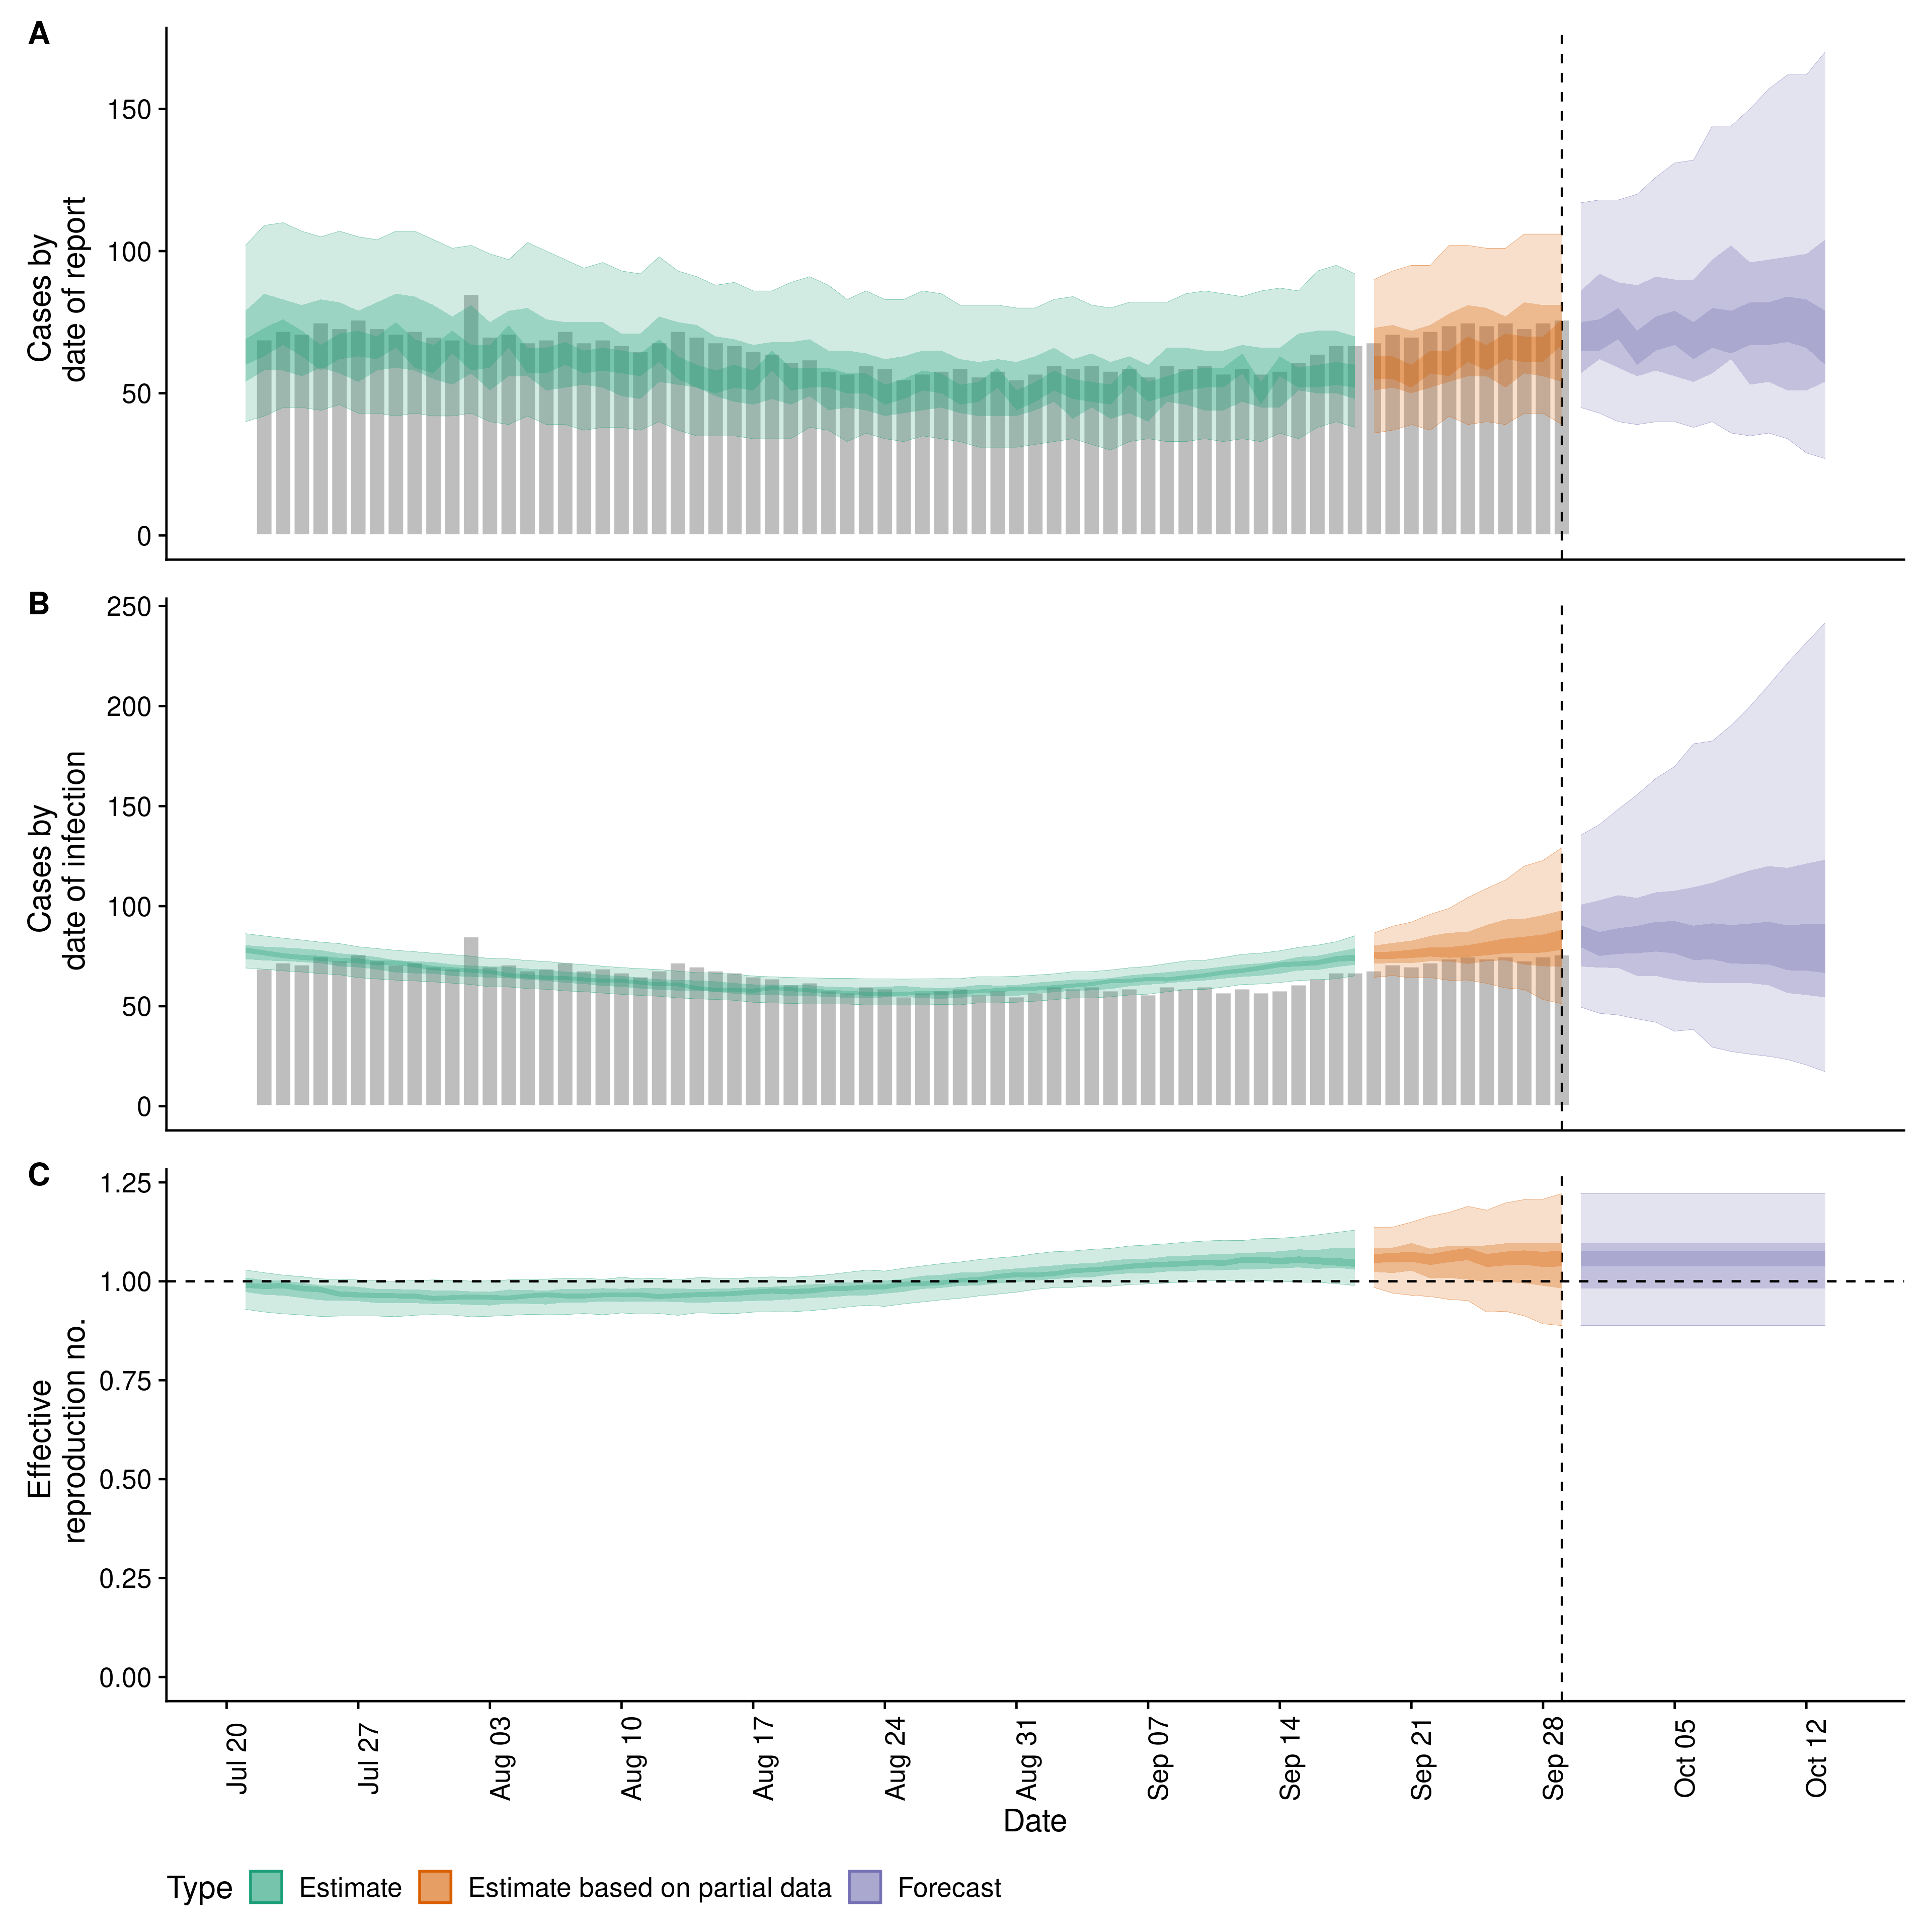 A
Cases by
date of report
150
100
50
0
B
Cases by
date of infection
250
200
150
100
50
0
C
Effective
reproduction no.
1.25
1.00
0.75
0.50
0.25
0.00
Jul 20
Jul 27
Aug 03
Aug 10
Aug 17
Aug 24
Aug 31
Sep 07
Sep 14
Sep 21
Sep 28
Oct 05
Oct 12
Date
Type Estimate Estimate based on partial data Forecast